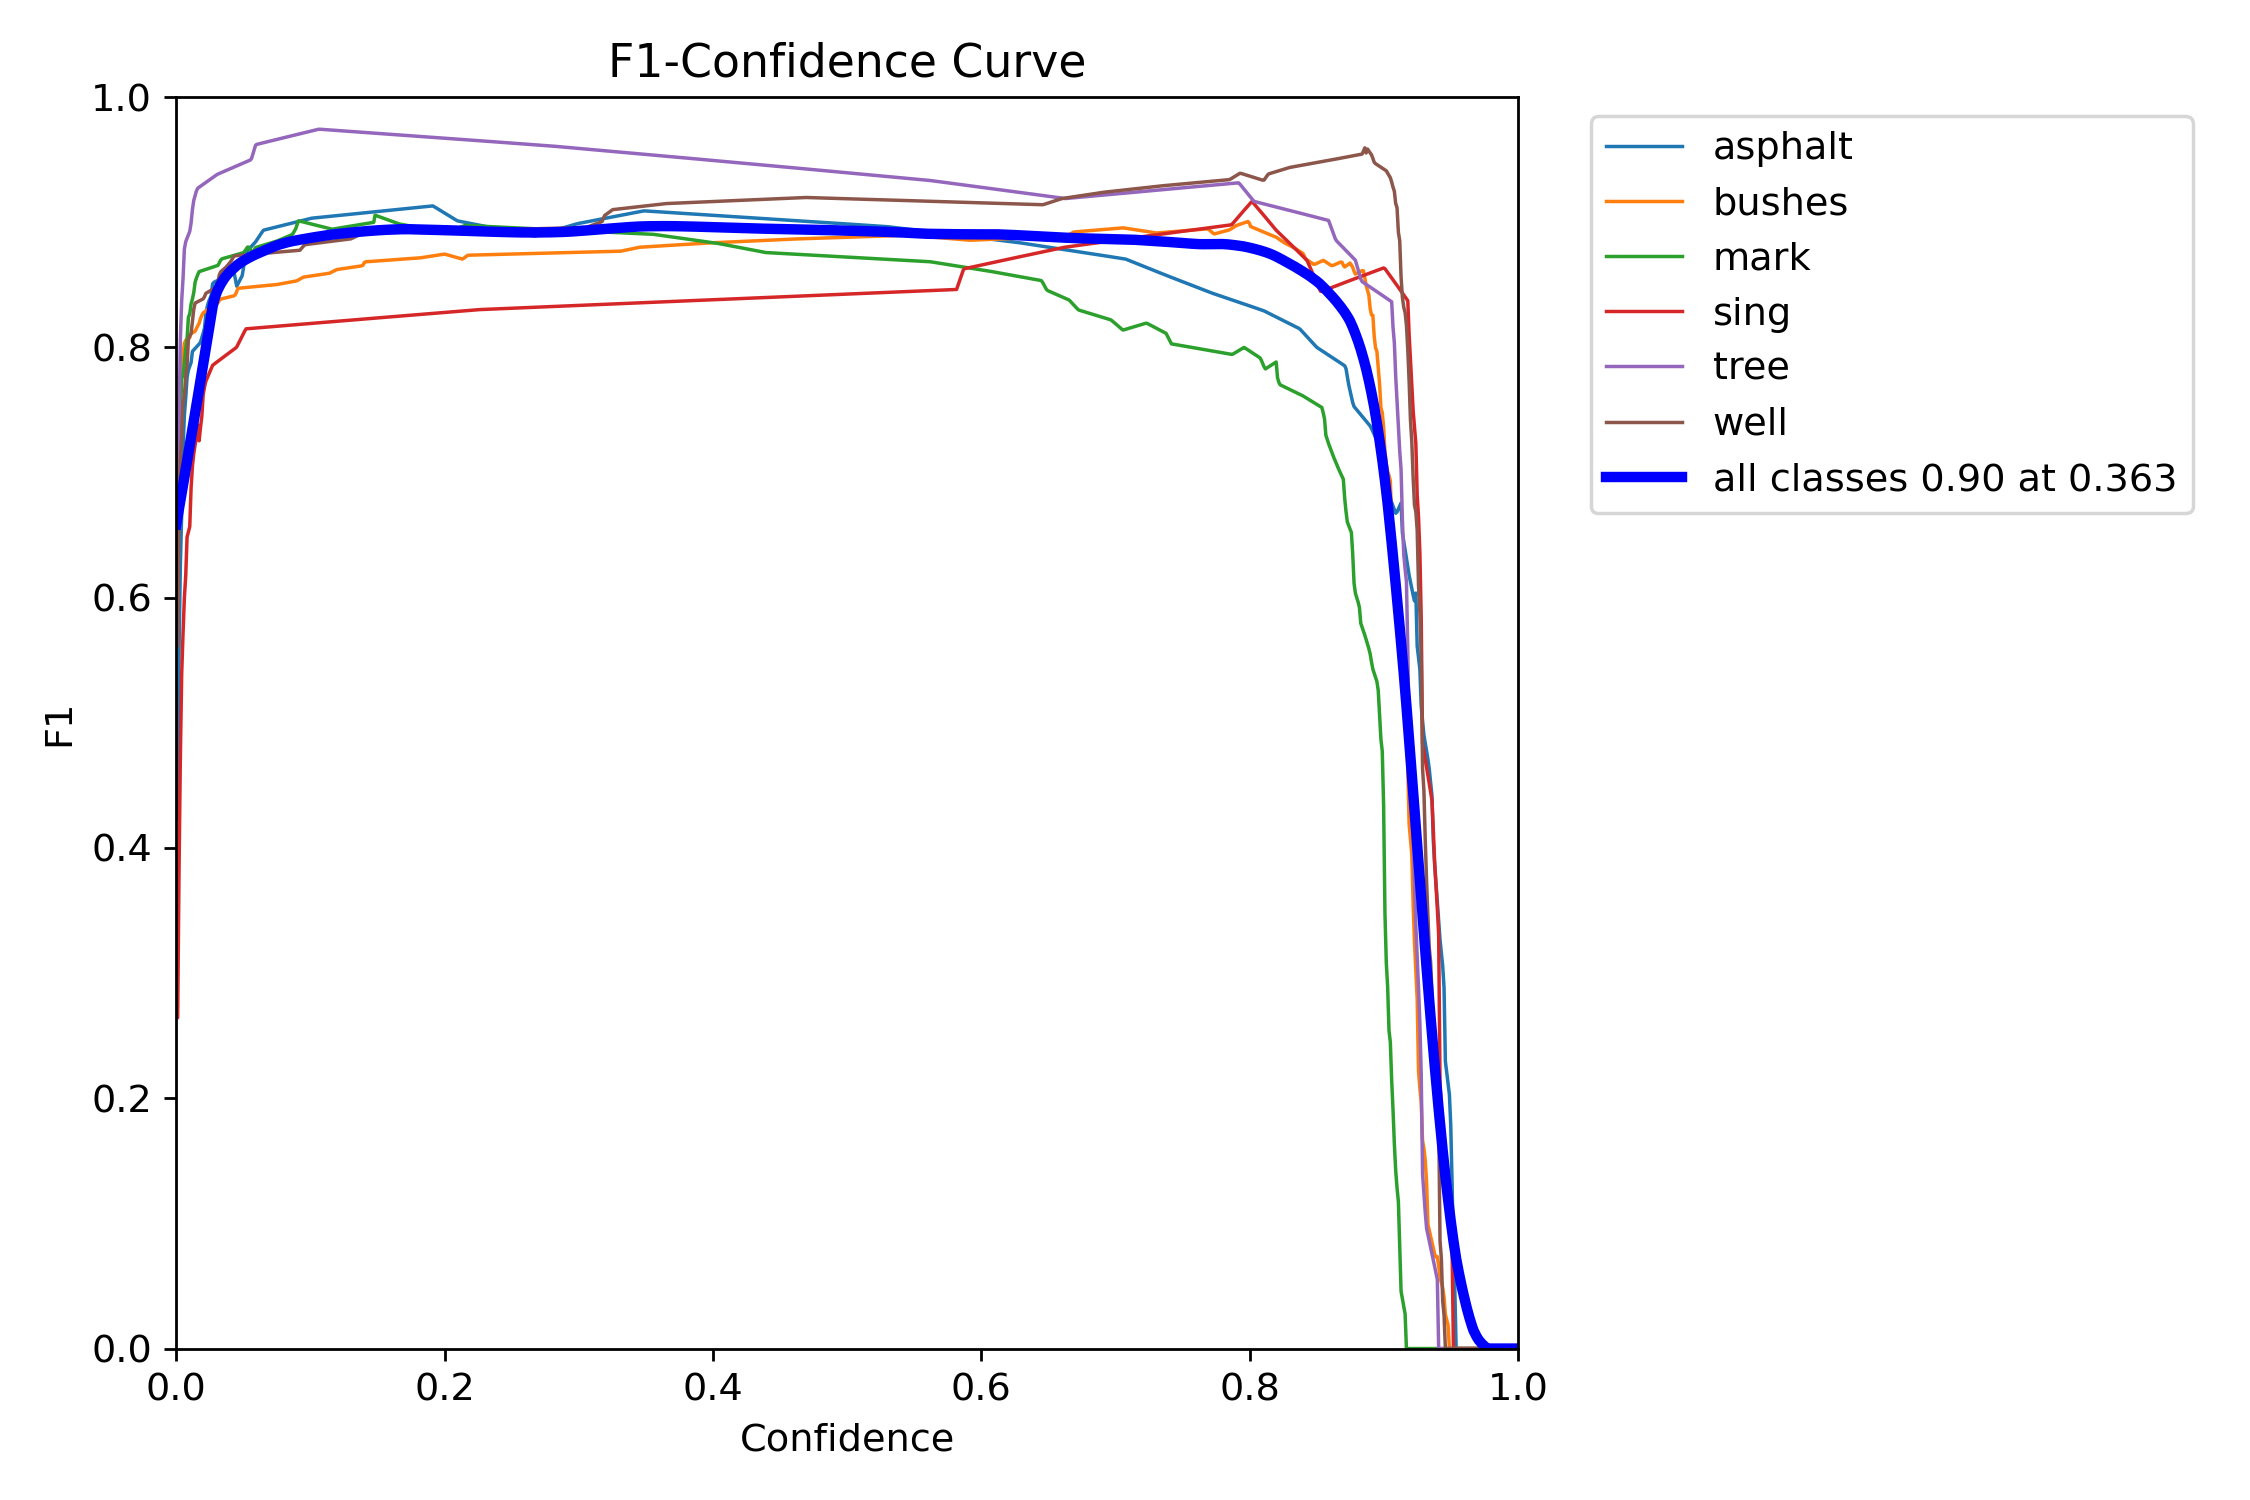 F1-Confidence Curve
1.0
0.8
0.6
0.4
0.2
0.0
F1
0.0 0.2 0.4 0.6 0.8 1.0
Confidence
asphalt
bushes
mark
sing
tree
well
all classes 0.90 at 0.363